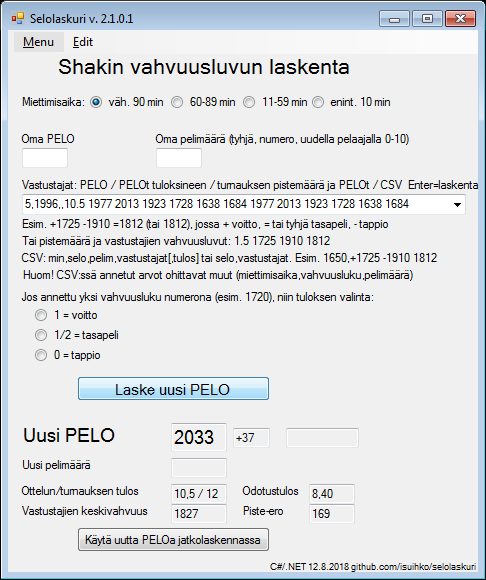 Selolaskuri v. 2.1.0.1
Menu Edit
Shakin vahvuusluvun laskenta
Miettimisaika: väh. 90 min 60-89 min 11-59 min enint. 10 min
Oma PELO Oma pelimäärä (tyhjä, numero, uudella pelaajalla 0-10)
Vastustajat: PELO / PELOt tuloksineen / turnauksen pistemäärä ja PELOt / CSV Enter=laskenta
5,1996,,10.5 1977 2013 1923 1728 1638 1684 1977 2013 1923 1728 1638 1684
Esim. +1725 -1910 =1812 (tai 1812), jossa + voitto, = tai tyhjä tasapeli, - tappio
Tai pistemäärä ja vastustajien vahvuusluvut: 1.5 1725 1910 1812
CSV: min,selo,pelim,vastustajat[,tulos] tai selo,vastustajat. Esim. 1650,+1725 -1910 1812
Huom! CSV:ssä annetut arvot ohittavat muut (miettimisaika,vahvusluku,pelimäärä)
Jos annettu yksi vahvuusluku numerona (esim. 1720), niin tuloksen valinta:
1 = voitto
1/2 = tasapeli
0 = tappio
Laske uusi PELO
Uusi PELO 2033 +37
Uusi pelimäärä
Ottelun/turnauksen tulos 10,5 / 12 Odotustulos 8,40
Vastustajien keskivahvuus 1827 Piste-ero 169
Käytä uutta PELOa jatkolaskennassa
C#/.NET 12.8.2018 github.com/isuihko/selolaskuri